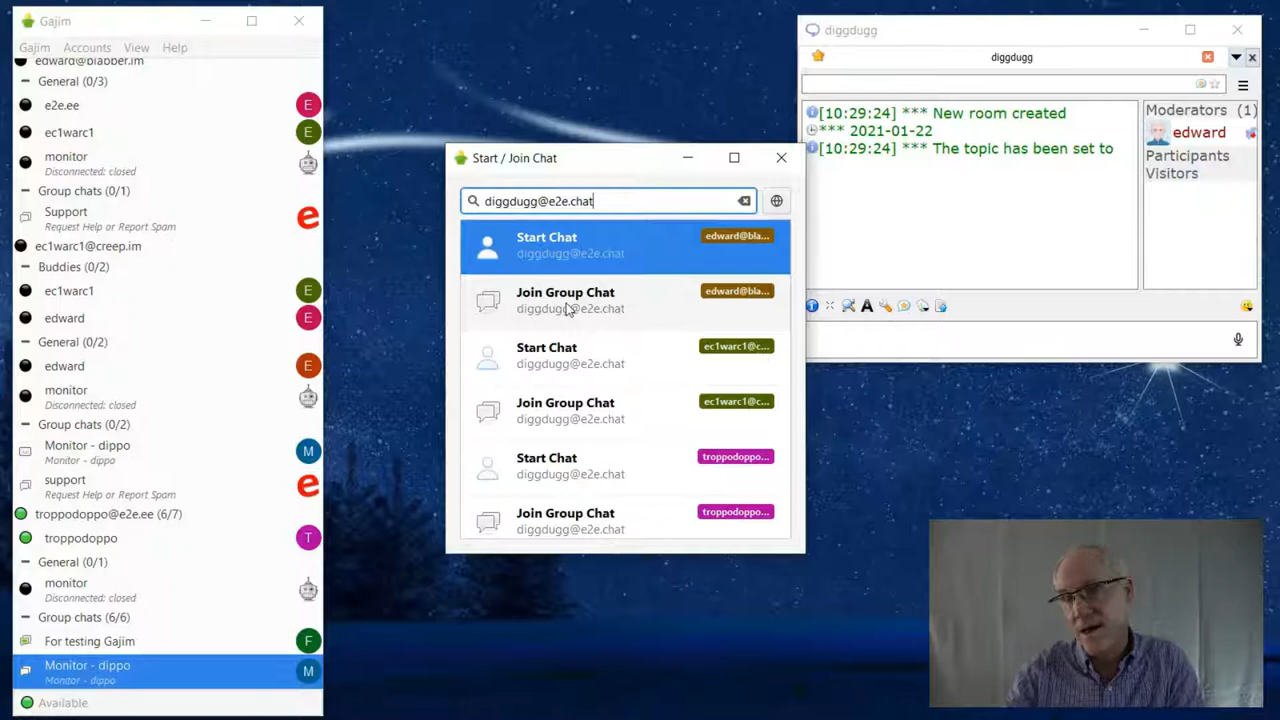 Gajim
Gajim Accounts View Help
edward@blabber.im
General (0/3)
e2e.ee
E
ec1warc1
E
monitor
Disconnected: closed
Group chats (0/1)
Support
Request Help or Report Spam
e
ec1warc1@creep.im
Buddies (0/2)
ec1warc1
E
edward
E
General (0/2)
edward
E
monitor
Disconnected: closed
Group chats (0/2)
Monitor - dippo
Monitor - dippo
M
support
Request Help or Report Spam
e
troppodoppo@e2e.ee (6/7)
troppodoppo
T
General (0/1)
monitor
Disconnected: closed
Group chats (6/6)
For testing Gajim
F
Monitor - dippo
Monitor - dippo
M
Available
Start / Join Chat
diggdugg@e2e.chat
Start Chat
diggdugg@e2e.chat
edward@bla...
Join Group Chat
diggdugg@e2e.chat
edward@bla...
Start Chat
diggdugg@e2e.chat
ec1warc1@c...
Join Group Chat
diggdugg@e2e.chat
ec1warc1@c...
Start Chat
diggdugg@e2e.chat
troppodoppo...
Join Group Chat
diggdugg@e2e.chat
troppodoppo...
diggdugg
diggdugg
[10:29:24] *** New room created
*** 2021-01-22
[10:29:24] *** The topic has been set to
Moderators (1)
edward
Participants
Visitors
A